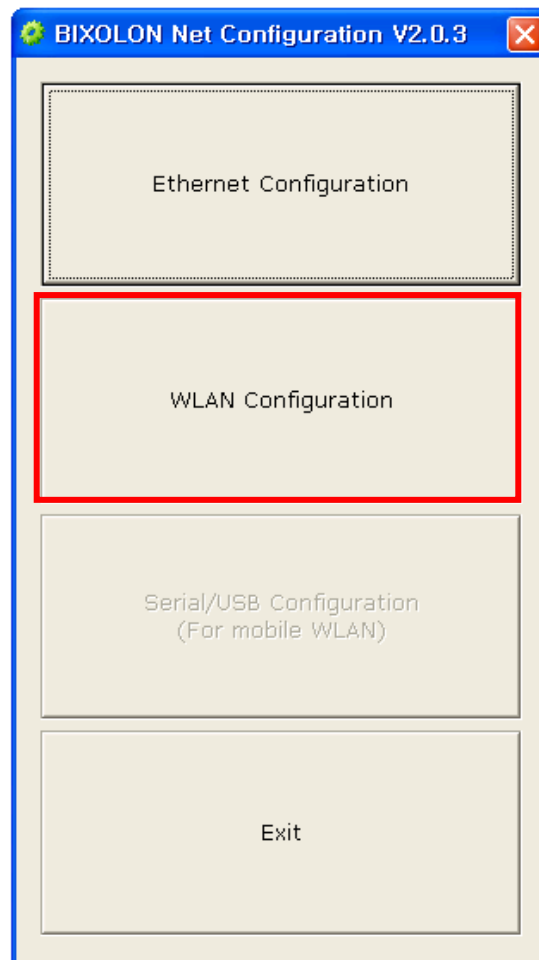 BIXOLON Net Configuration V2.0.3
Ethernet Configuration
WLAN Configuration
Serial/USB Configuration
(For mobile WLAN)
Exit